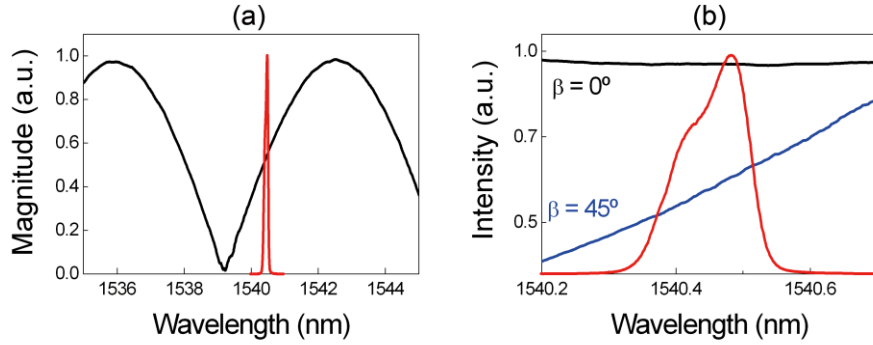 (a)
Magnitude (a.u.)
1.0
0.8
0.6
0.4
0.2
0.0
1536 1538 1540 1542 1544
Wavelength (nm)
(b)
Intensity (a.u.)
1.0
0.7
0.5
β = 0º
β = 45º
1540.2 1540.4 1540.6
Wavelength (nm)